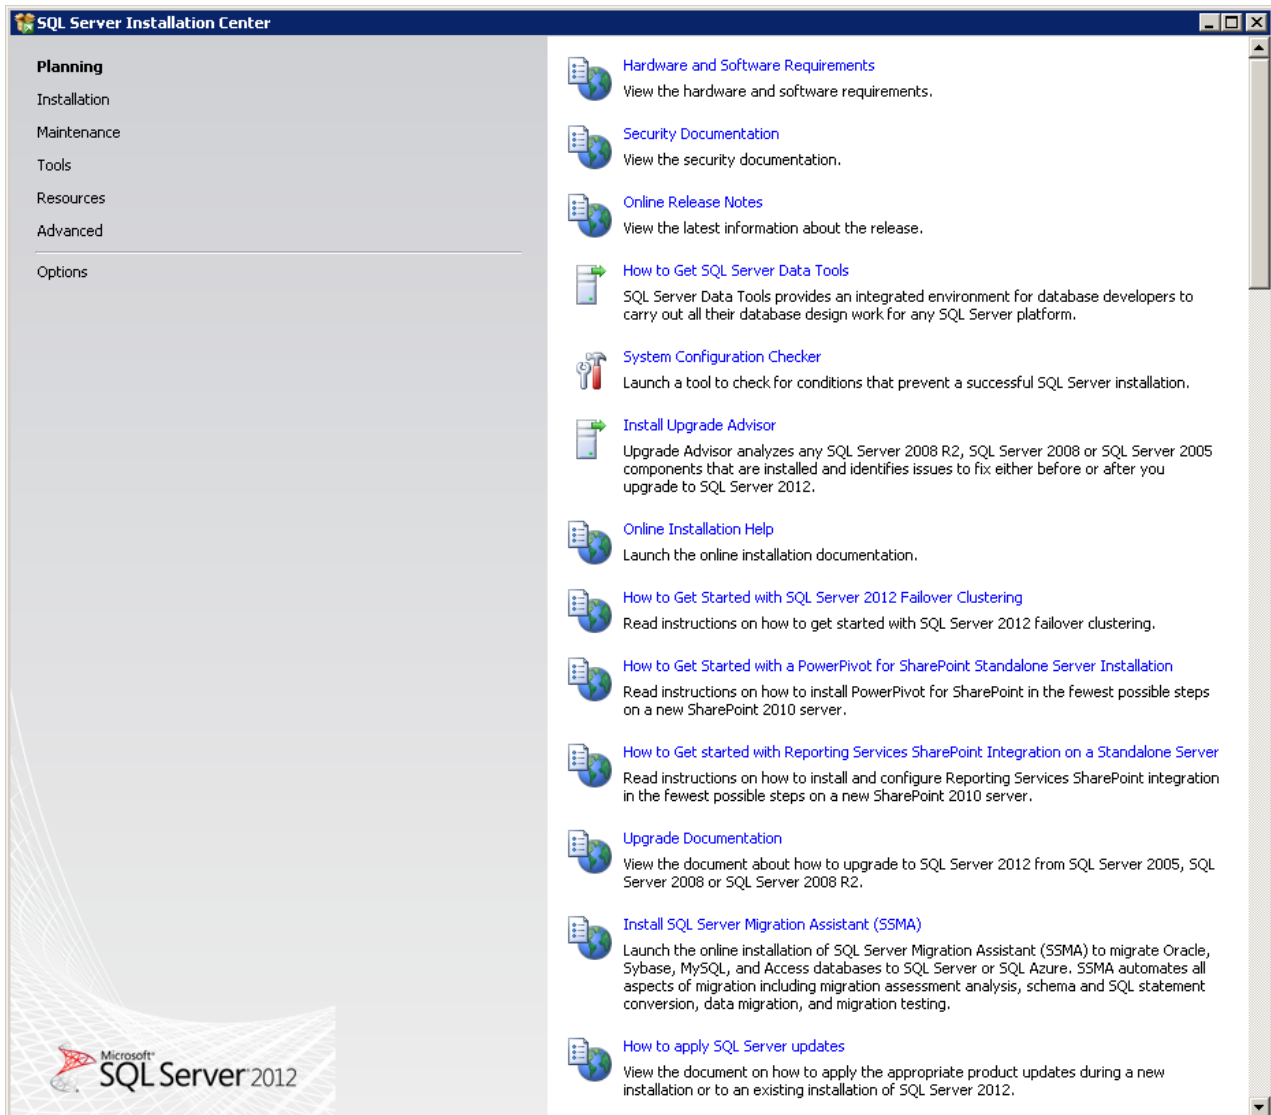 SQL Server Installation Center
Planning
Installation
Maintenance
Tools
Resources
Advanced
Options
Hardware and Software Requirements
View the hardware and software requirements.
Security Documentation
View the security documentation.
Online Release Notes
View the latest information about the release.
How to Get SQL Server Data Tools
SQL Server Data Tools provides an integrated environment for database developers to
carry out all their database design work for any SQL Server platform.
System Configuration Checker
Launch a tool to check for conditions that prevent a successful SQL Server installation.
Install Upgrade Advisor
Upgrade Advisor analyzes any SQL Server 2008 R2, SQL Server 2008 or SQL Server 2005
components that are installed and identifies issues to fix either before or after you
upgrade to SQL Server 2012.
Online Installation Help
Launch the online installation documentation.
How to Get Started with SQL Server 2012 Failover Clustering
Read instructions on how to get started with SQL Server 2012 failover clustering.
How to Get Started with a PowerPivot for SharePoint Standalone Server Installation
Read instructions on how to install PowerPivot for SharePoint in the fewest possible steps
on a new SharePoint 2010 server.
How to Get started with Reporting Services SharePoint Integration on a Standalone Server
Read instructions on how to install and configure Reporting Services SharePoint integration
in the fewest possible steps on a new SharePoint 2010 server.
Upgrade Documentation
View the document about how to upgrade to SQL Server 2012 from SQL Server 2005, SQL
Server 2008 or SQL Server 2008 R2.
Install SQL Server Migration Assistant (SSMA)
Launch the online installation of SQL Server Migration Assistant (SSMA) to migrate Oracle,
Sybase, MySQL, and Access databases to SQL Server or SQL Azure. SSMA automates all
aspects of migration including migration assessment analysis, schema and SQL statement
conversion, data migration, and migration testing.
How to apply SQL Server updates
View the document on how to apply the appropriate product updates during a new
installation or to an existing installation of SQL Server 2012.
Microsoft®
SQL Server 2012